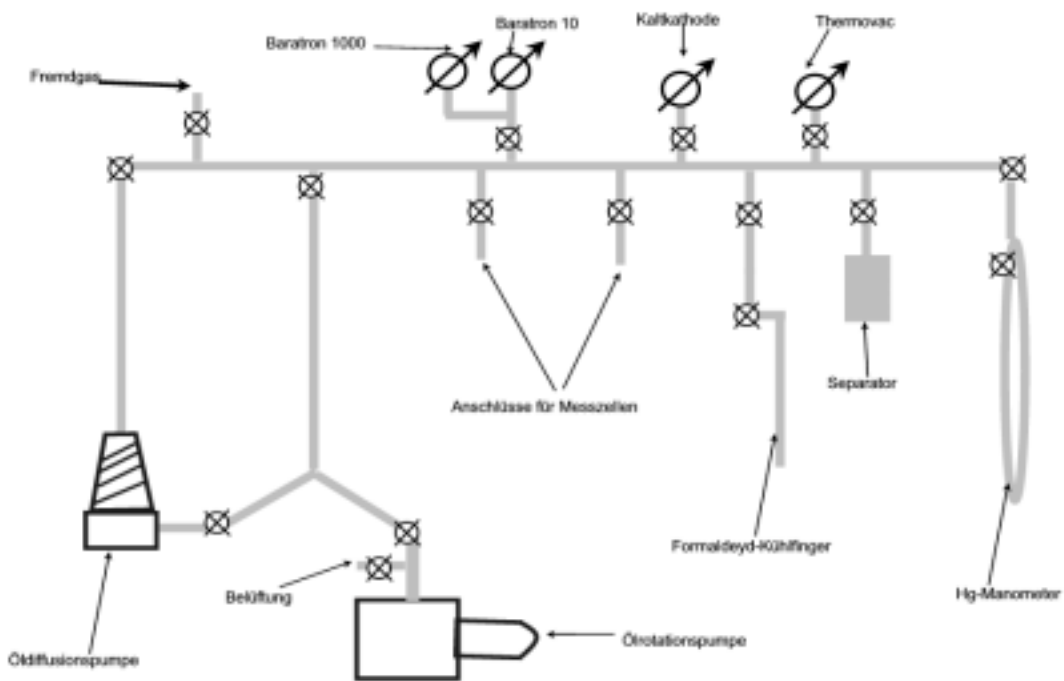 Baratron 10
Kaltkathode
Thermovac
Baratron 1000
Fremdgas
Anschlüsse für Messzellen
Separator
Formaldeyd-Kühlfinger
Belüftung
Hg-Manometer
Ölrotationspumpe
Öldiffusionspumpe